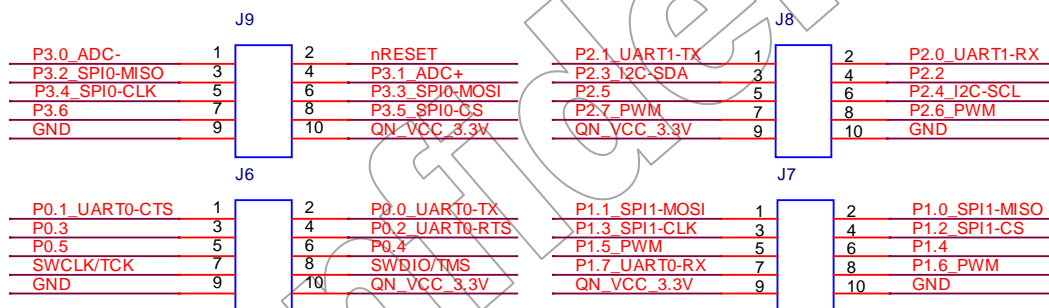 J9 J8
P3.0_ADC- 1 2 nRESET P2.1_UART1-TX 1 2 P2.0_UART1-RX
P3.2_SPI0-MISO 3 4 P3.1_ADC+ P2.3_I2C-SDA 3 4 P2.2
P3.4_SPI0-CLK 5 6 P3.3_SPI0-MOSI P2.5 5 6 P2.4_I2C-SCL
P3.6 7 8 P3.5_SPI0-CS P2.7_PWM 7 8 P2.6_PWM
GND 9 10 QN_VCC_3.3V QN_VCC_3.3V 9 10 GND
J6 J7
P0.1_UART0-CTS 1 2 P0.0_UART0-TX P1.1_SPI1-MOSI 1 2 P1.0_SPI1-MISO
P0.3 3 4 P0.2_UART0-RTS P1.3_SPI1-CLK 3 4 P1.2_SPI1-CS
P0.5 5 6 P0.4 P1.5_PWM 5 6 P1.4
SWCLK/TCK 7 8 SWDIO/TMS P1.7_UART0-RX 7 8 P1.6_PWM
GND 9 10 QN_VCC_3.3V QN_VCC_3.3V 9 10 GND